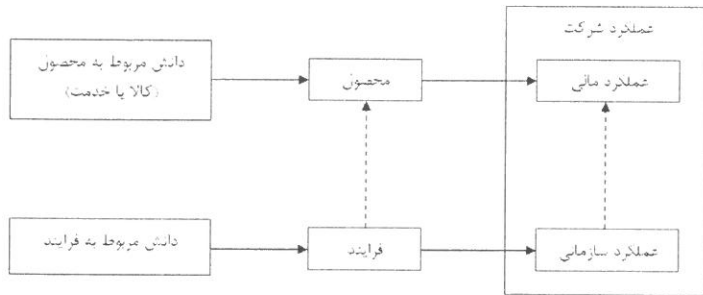 عملکرد شرکت
دانش مربوط به محصول
(کالا یا خدمت)
محصول
عملکرد مالی
دانش مربوط به فرایند
فرایند
عملکرد سازمانی